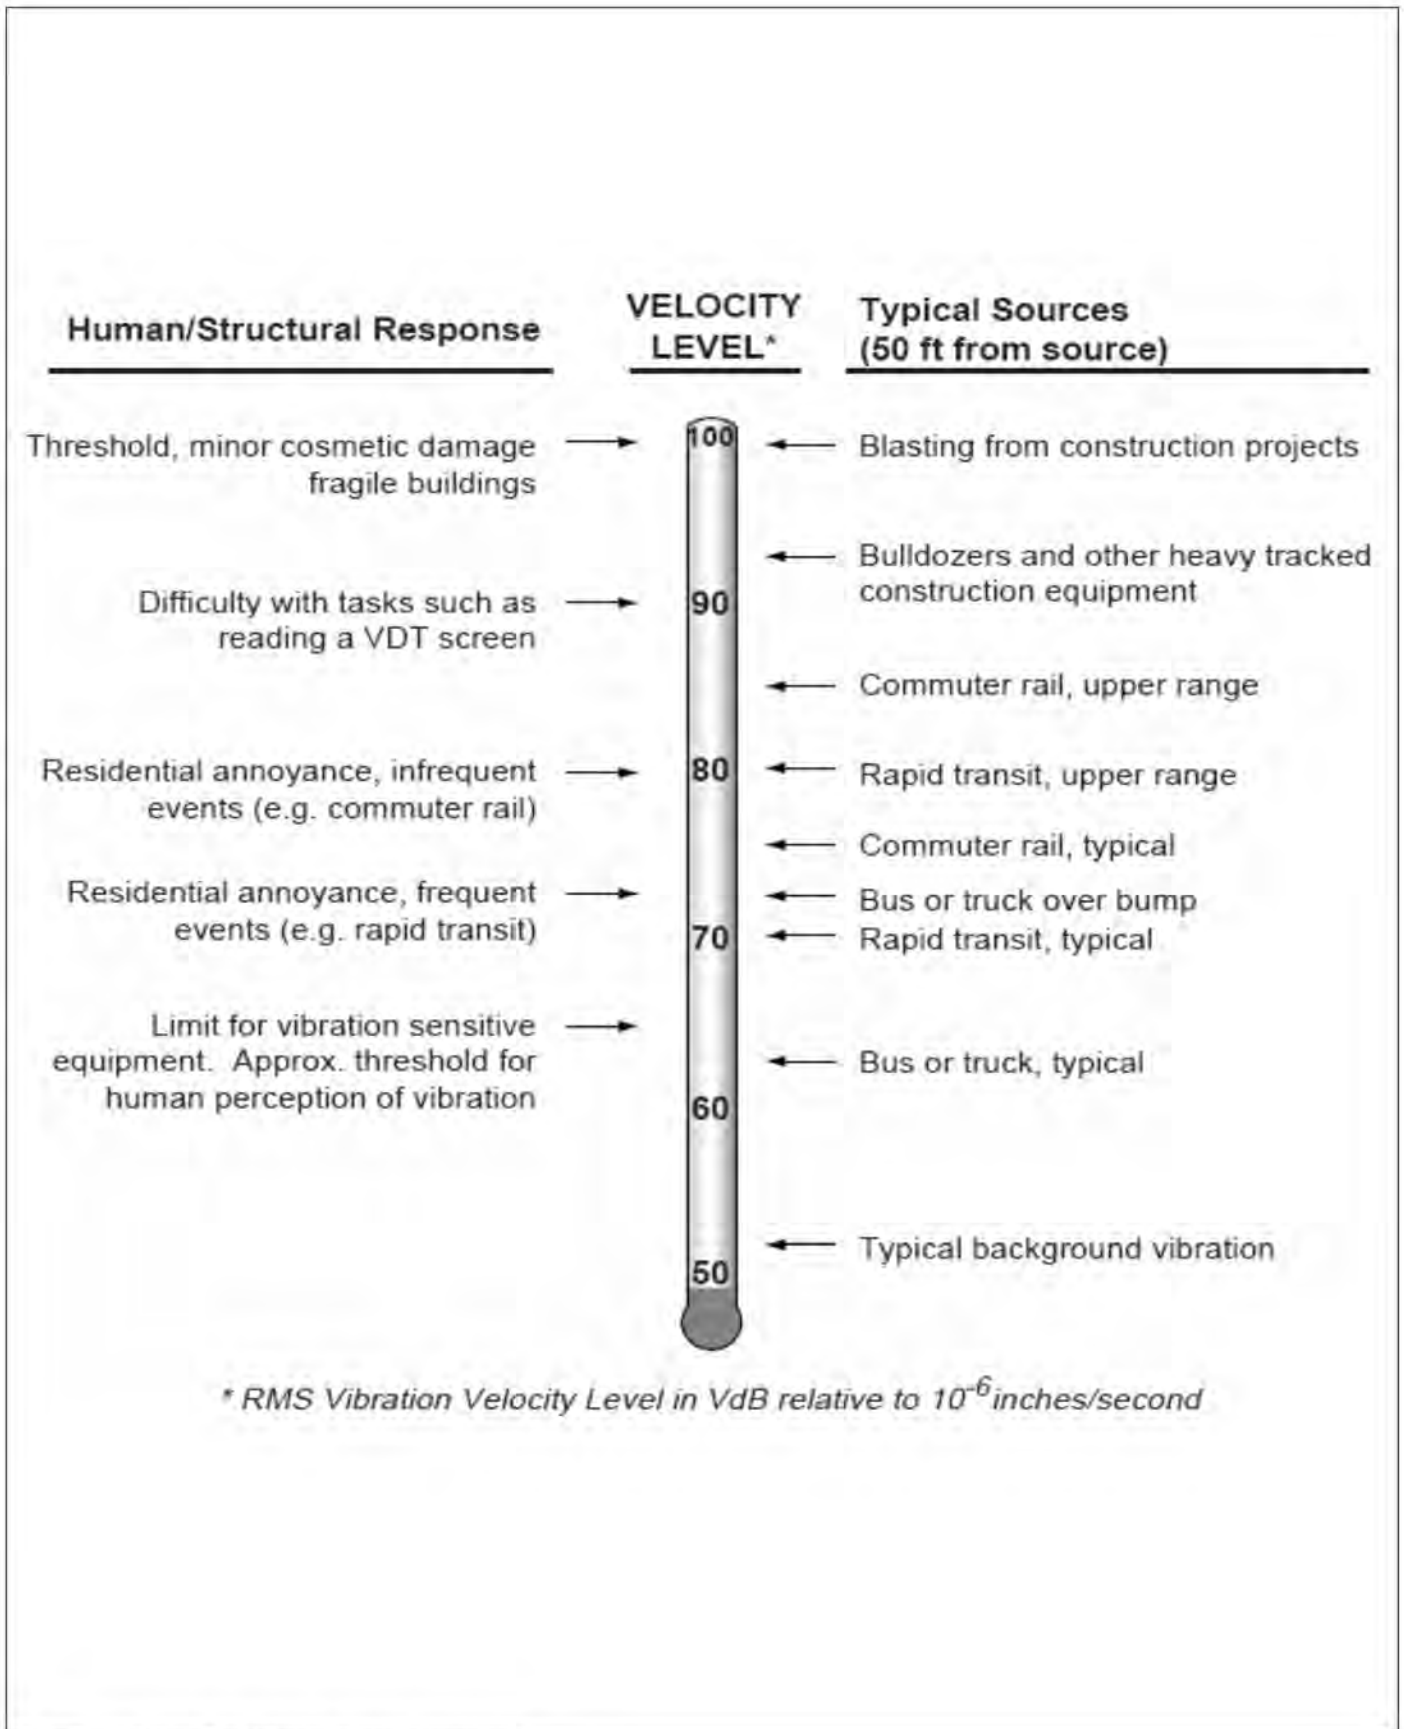 Human/Structural Response
VELOCITY
LEVEL*
Typical Sources
(50 ft from source)
Threshold, minor cosmetic damage
fragile buildings
Difficulty with tasks such as
reading a VDT screen
Residential annoyance, infrequent
events (e.g. commuter rail)
Residential annoyance, frequent
events (e.g. rapid transit)
Limit for vibration sensitive
equipment. Approx. threshold for
human perception of vibration
100
90
80
70
60
50
Blasting from construction projects
Bulldozers and other heavy tracked
construction equipment
Commuter rail, upper range
Rapid transit, upper range
Commuter rail, typical
Bus or truck over bump
Rapid transit, typical
Bus or truck, typical
Typical background vibration
* RMS Vibration Velocity Level in VdB relative to 10⁻⁶ inches/second